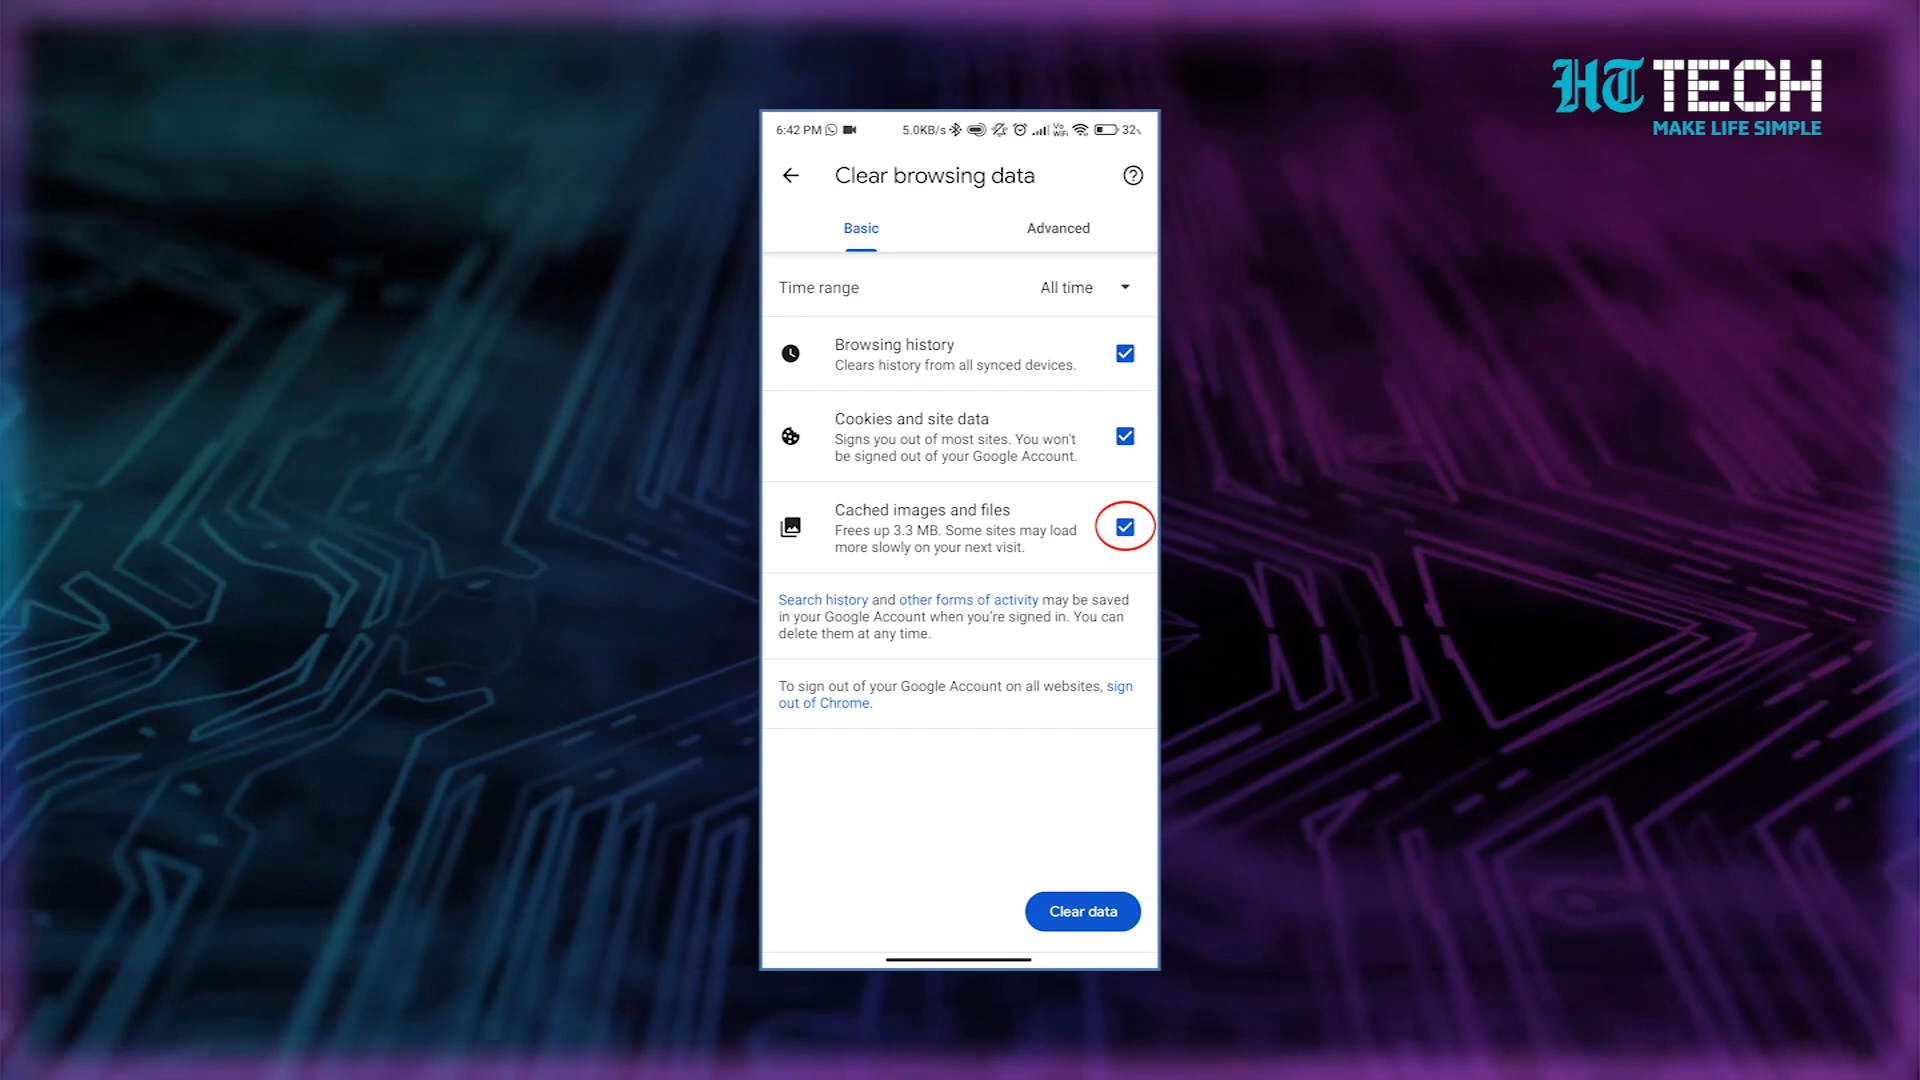 HT TECH
MAKE LIFE SIMPLE
6:42 PM 5.0KB/s Vo WiFi 32%
Clear browsing data
Basic Advanced
Time range All time
Browsing history
Clears history from all synced devices.
Cookies and site data
Signs you out of most sites. You won't
be signed out of your Google Account.
Cached images and files
Frees up 3.3 MB. Some sites may load
more slowly on your next visit.
Search history and other forms of activity may be saved
in your Google Account when you're signed in. You can
delete them at any time.
To sign out of your Google Account on all websites, sign
out of Chrome.
Clear data